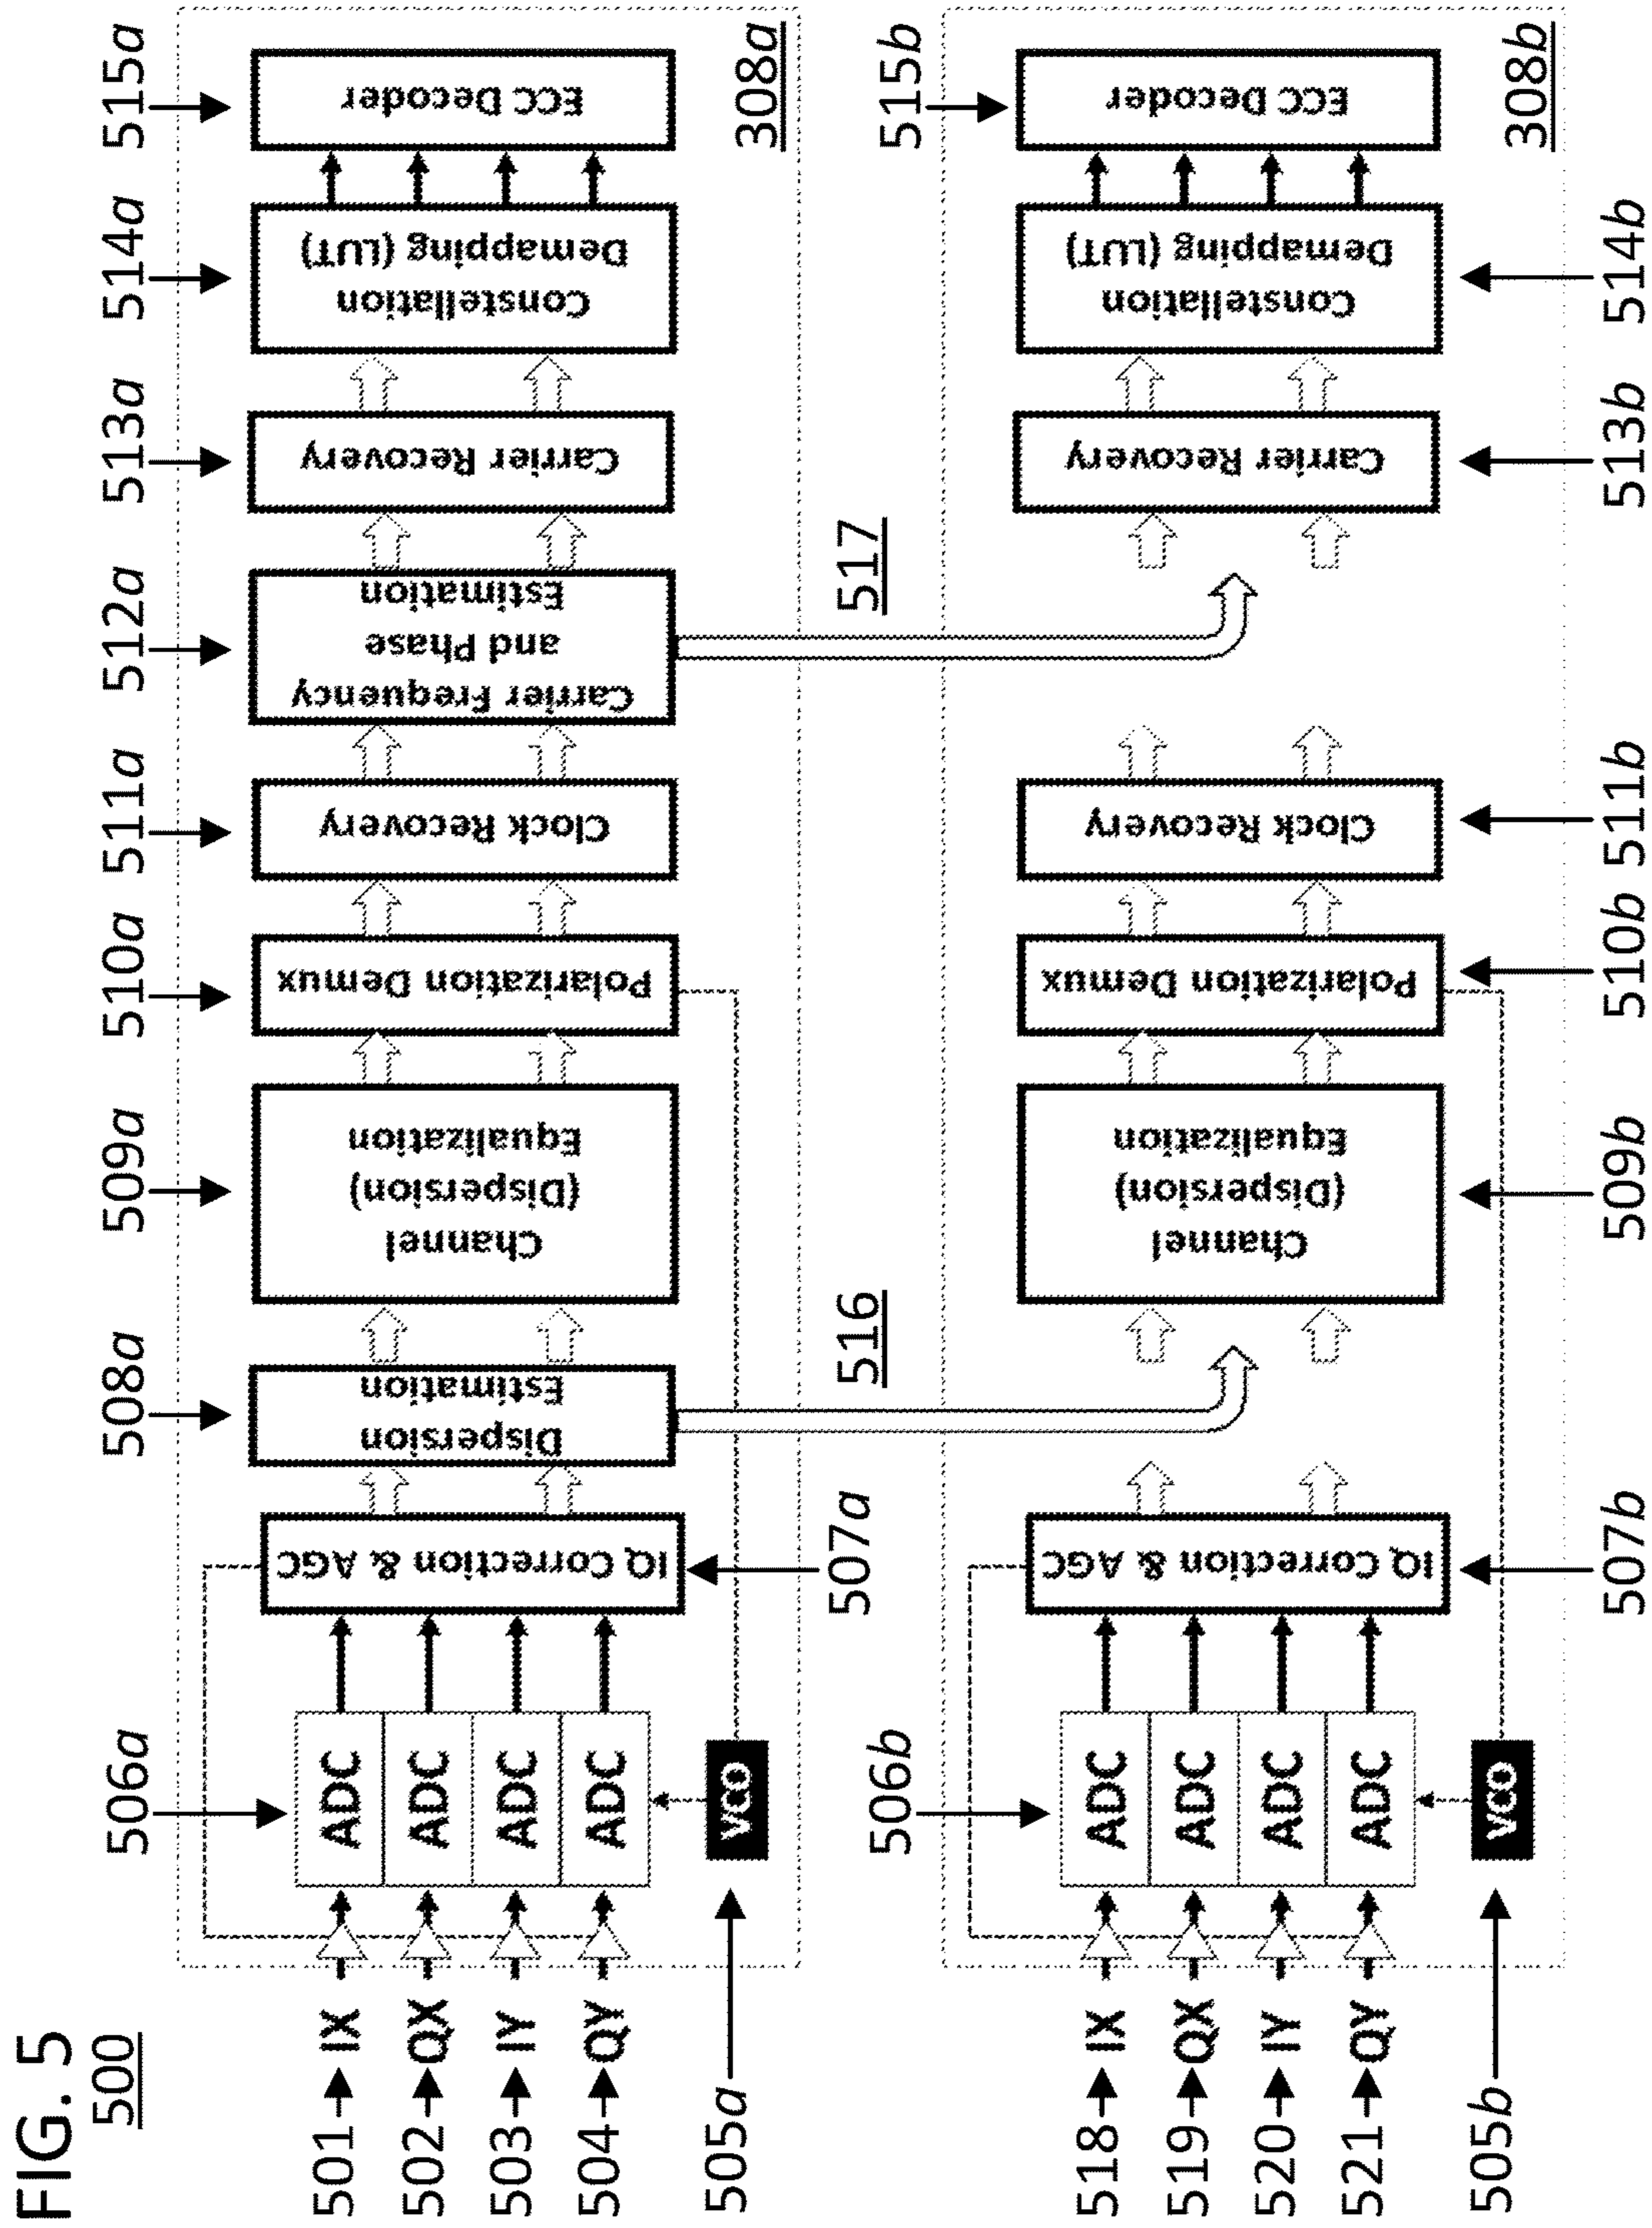 FIG. 5
500
515a
514a
513a
512a
511a
510a
509a
508a
506a
501 IX
502 QX
503 IY
504 QY
ADC
ADC
ADC
ADC
VCO
505a
IQ Correction & AGC
507a
Dispersion
Estimation
Channel
(Dispersion)
Equalization
Polarization Demux
Clock Recovery
Carrier Frequency
and Phase
Estimation
Carrier Recovery
Constellation
Demapping (LUT)
ECC Decoder
308a
516
517
506b
515b
518 IX
519 QX
520 IY
521 QY
ADC
ADC
ADC
ADC
VCO
505b
IQ Correction & AGC
Channel
(Dispersion)
Equalization
Polarization Demux
Clock Recovery
Carrier Recovery
Constellation
Demapping (LUT)
ECC Decoder
308b
507b
509b
510b
511b
513b
514b